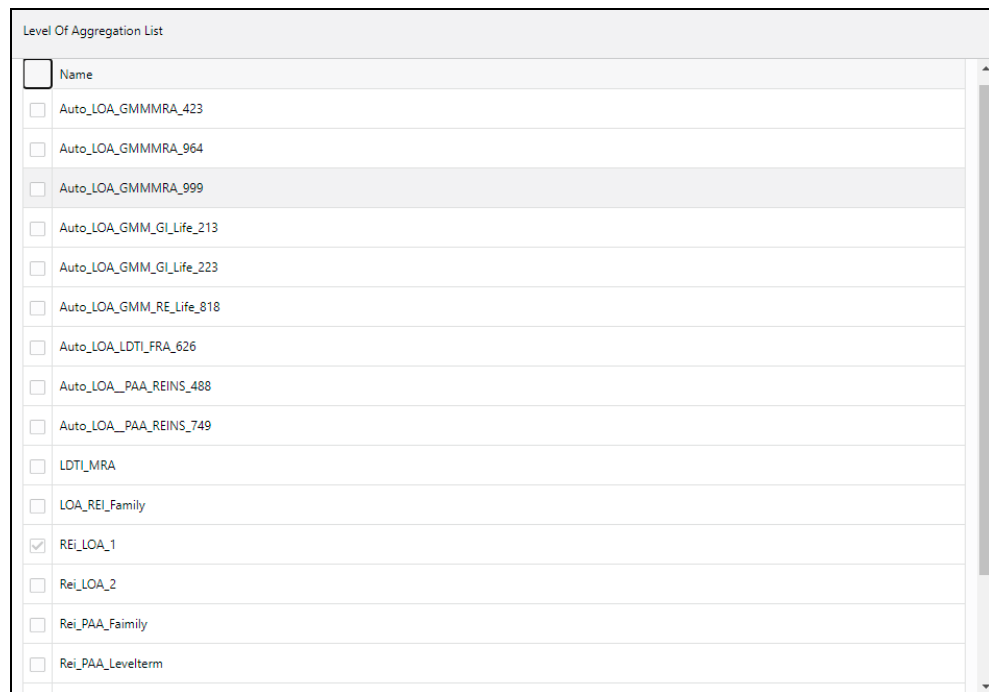 Level Of Aggregation List
Name
Auto_LOA_GMMMRA_423
Auto_LOA_GMMMRA_964
Auto_LOA_GMMMRA_999
Auto_LOA_GMM_GI_Life_213
Auto_LOA_GMM_GI_Life_223
Auto_LOA_GMM_RE_Life_818
Auto_LOA_LDTI_FRA_626
Auto_LOA__PAA_REINS_488
Auto_LOA__PAA_REINS_749
LDTI_MRA
LOA_REI_Family
REi_LOA_1
Rei_LOA_2
Rei_PAA_Faimily
Rei_PAA_Levelterm